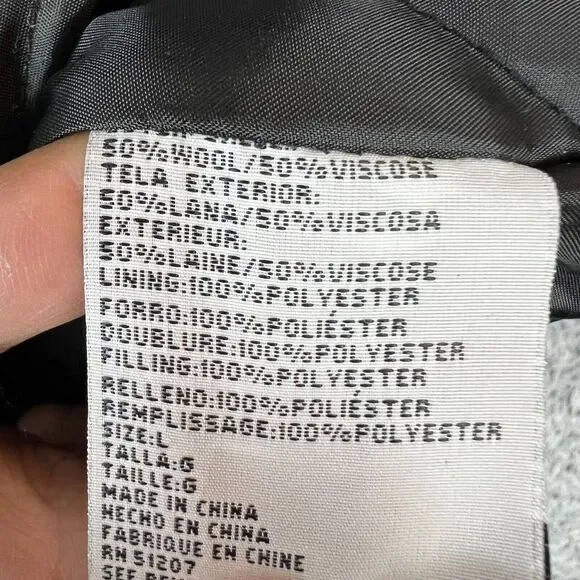 50%WOOL/50%VISCOSE
TELA EXTERIOR:
50%LANA/50%VISCOSA
EXTERIEUR:
50%LAINE/50%VISCOSE
LINING:100%POLYESTER
FORRO:100%POLIÉSTER
DOUBLURE:100%POLYESTER
FILLING:100%POLYESTER
RELLENO:100%POLIÉSTER
REMPLISSAGE:100%POLYESTER
SIZE:L
TALLA:G
TAILLE:G
MADE IN CHINA
HECHO EN CHINA
FABRIQUE EN CHINE
RN 51207
SEE